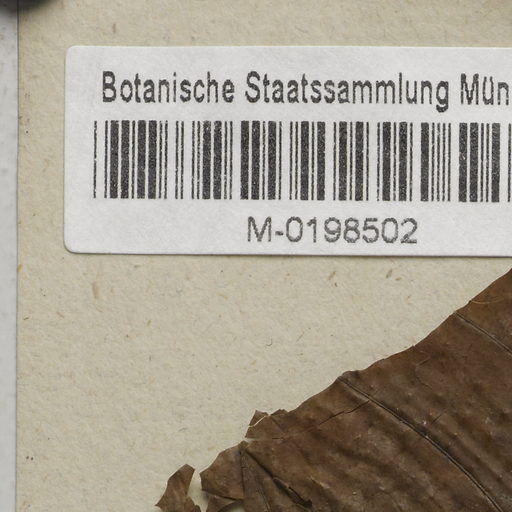 Botanische Staatssammlung Mün
M-0198502